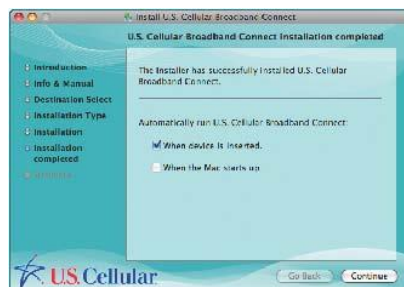 Install U.S. Cellular Broadband Connect
U.S. Cellular Broadband Connect Installation completed
Introduction
Info & Manual
Destination Select
Installation Type
Installation
Installation
completed
The Installer has successfully installed U.S. Cellular
Broadband Connect.
Automatically run U.S. Cellular Broadband Connect:
When device is inserted.
When the Mac starts up
U.S. Cellular
Go Back
Continue